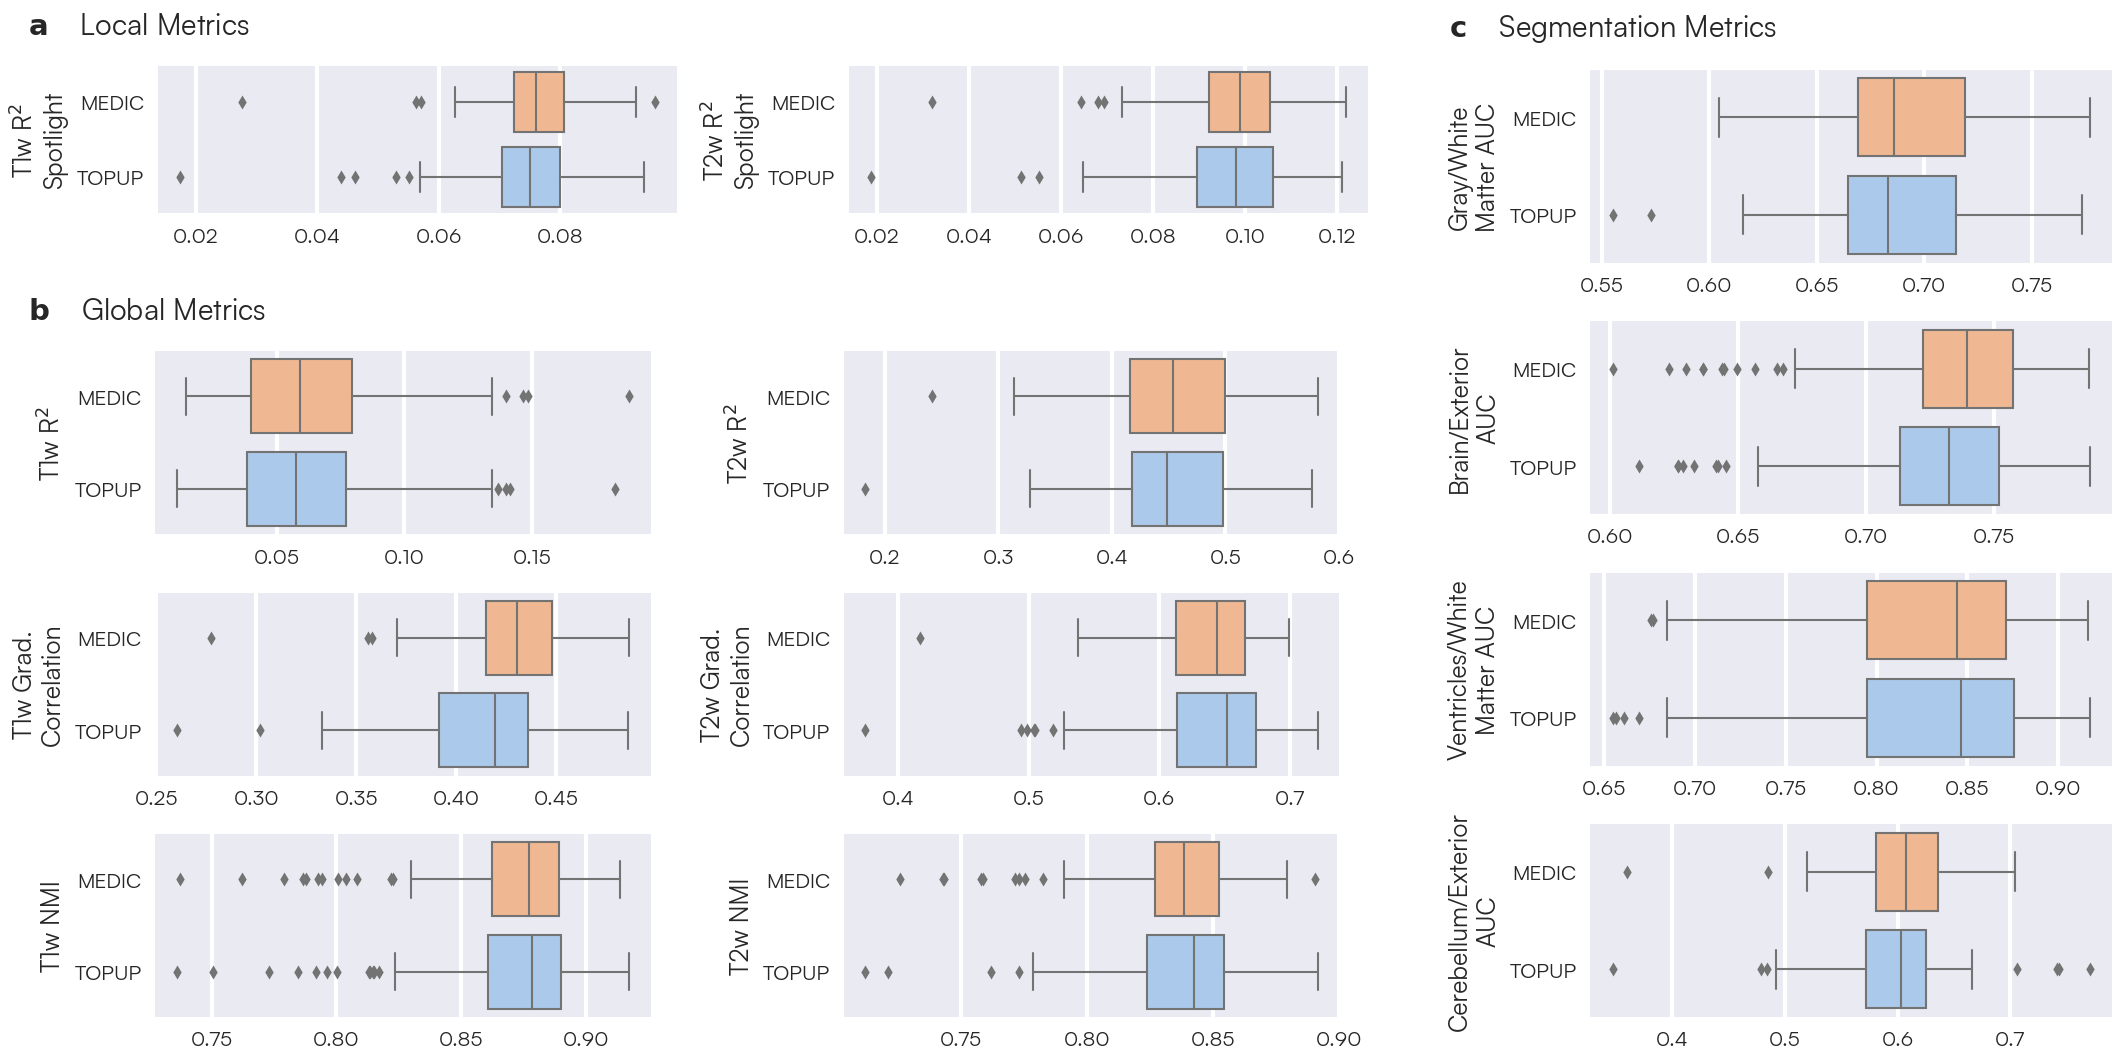 a Local Metrics
T1w R²
Spotlight
MEDIC
TOPUP
0.02 0.04 0.06 0.08
T2w R²
Spotlight
MEDIC
TOPUP
0.02 0.04 0.06 0.08 0.10 0.12
b Global Metrics
T1w R²
MEDIC
TOPUP
0.05 0.10 0.15
T2w R²
MEDIC
TOPUP
0.2 0.3 0.4 0.5 0.6
T1w Grad.
Correlation
MEDIC
TOPUP
0.25 0.30 0.35 0.40 0.45
T2w Grad.
Correlation
MEDIC
TOPUP
0.4 0.5 0.6 0.7
T1w NMI
MEDIC
TOPUP
0.75 0.80 0.85 0.90
T2w NMI
MEDIC
TOPUP
0.75 0.80 0.85 0.90
c Segmentation Metrics
Gray/White
Matter AUC
MEDIC
TOPUP
0.55 0.60 0.65 0.70 0.75
Brain/Exterior
AUC
MEDIC
TOPUP
0.60 0.65 0.70 0.75
Ventricles/White
Matter AUC
MEDIC
TOPUP
0.65 0.70 0.75 0.80 0.85 0.90
Cerebellum/Exterior
AUC
MEDIC
TOPUP
0.4 0.5 0.6 0.7